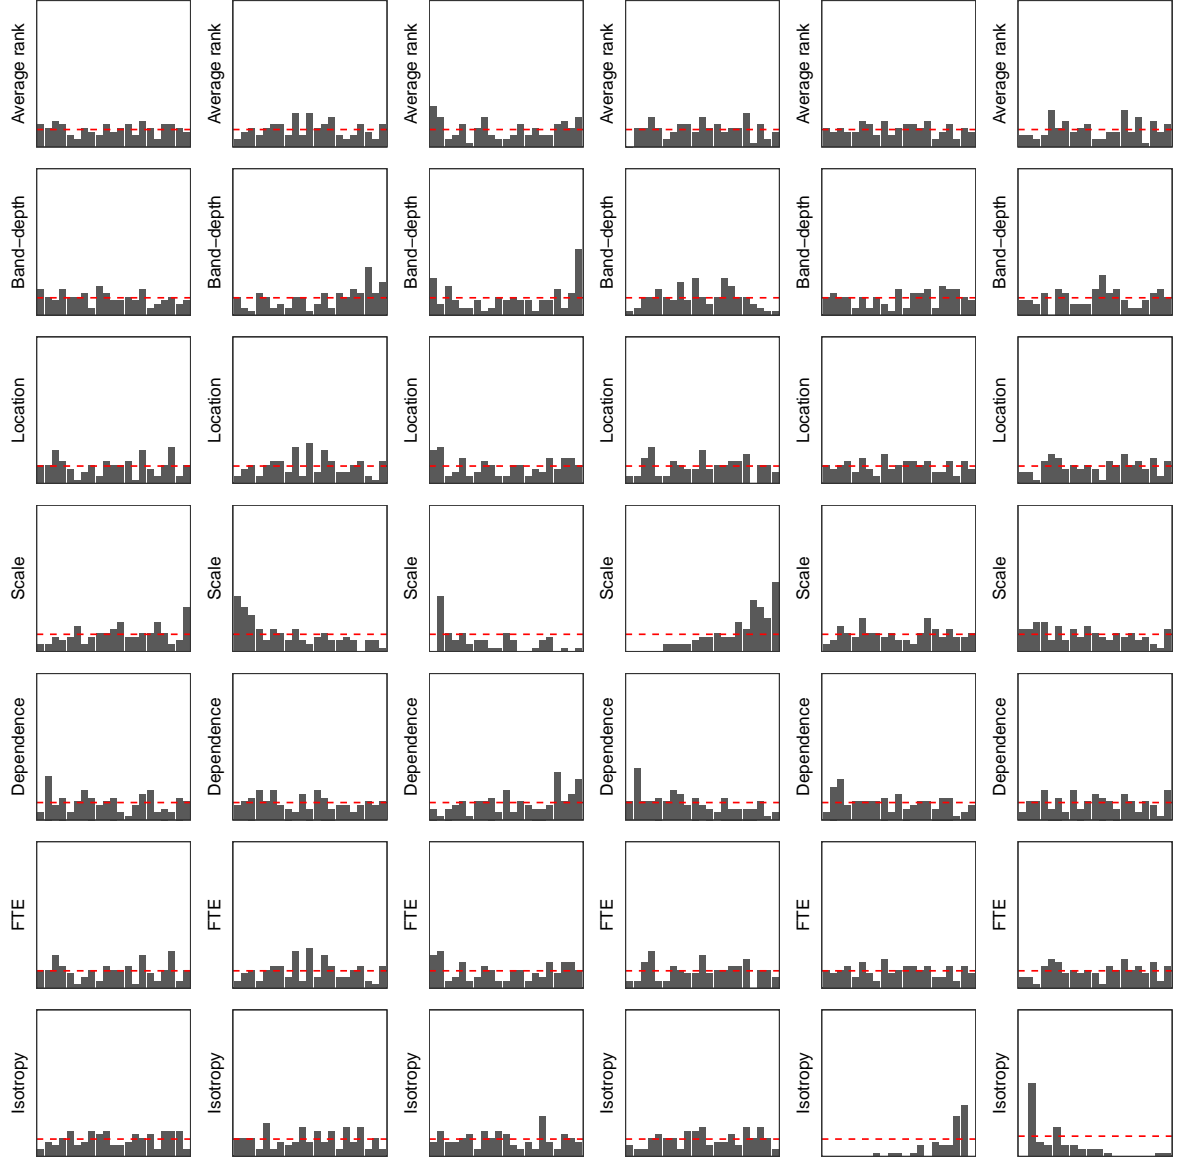 Average rank
Average rank
Average rank
Average rank
Average rank
Average rank
Band−depth
Band−depth
Band−depth
Band−depth
Band−depth
Band−depth
Location
Location
Location
Location
Location
Location
Scale
Scale
Scale
Scale
Scale
Scale
Dependence
Dependence
Dependence
Dependence
Dependence
Dependence
FTE
FTE
FTE
FTE
FTE
FTE
Isotropy
Isotropy
Isotropy
Isotropy
Isotropy
Isotropy